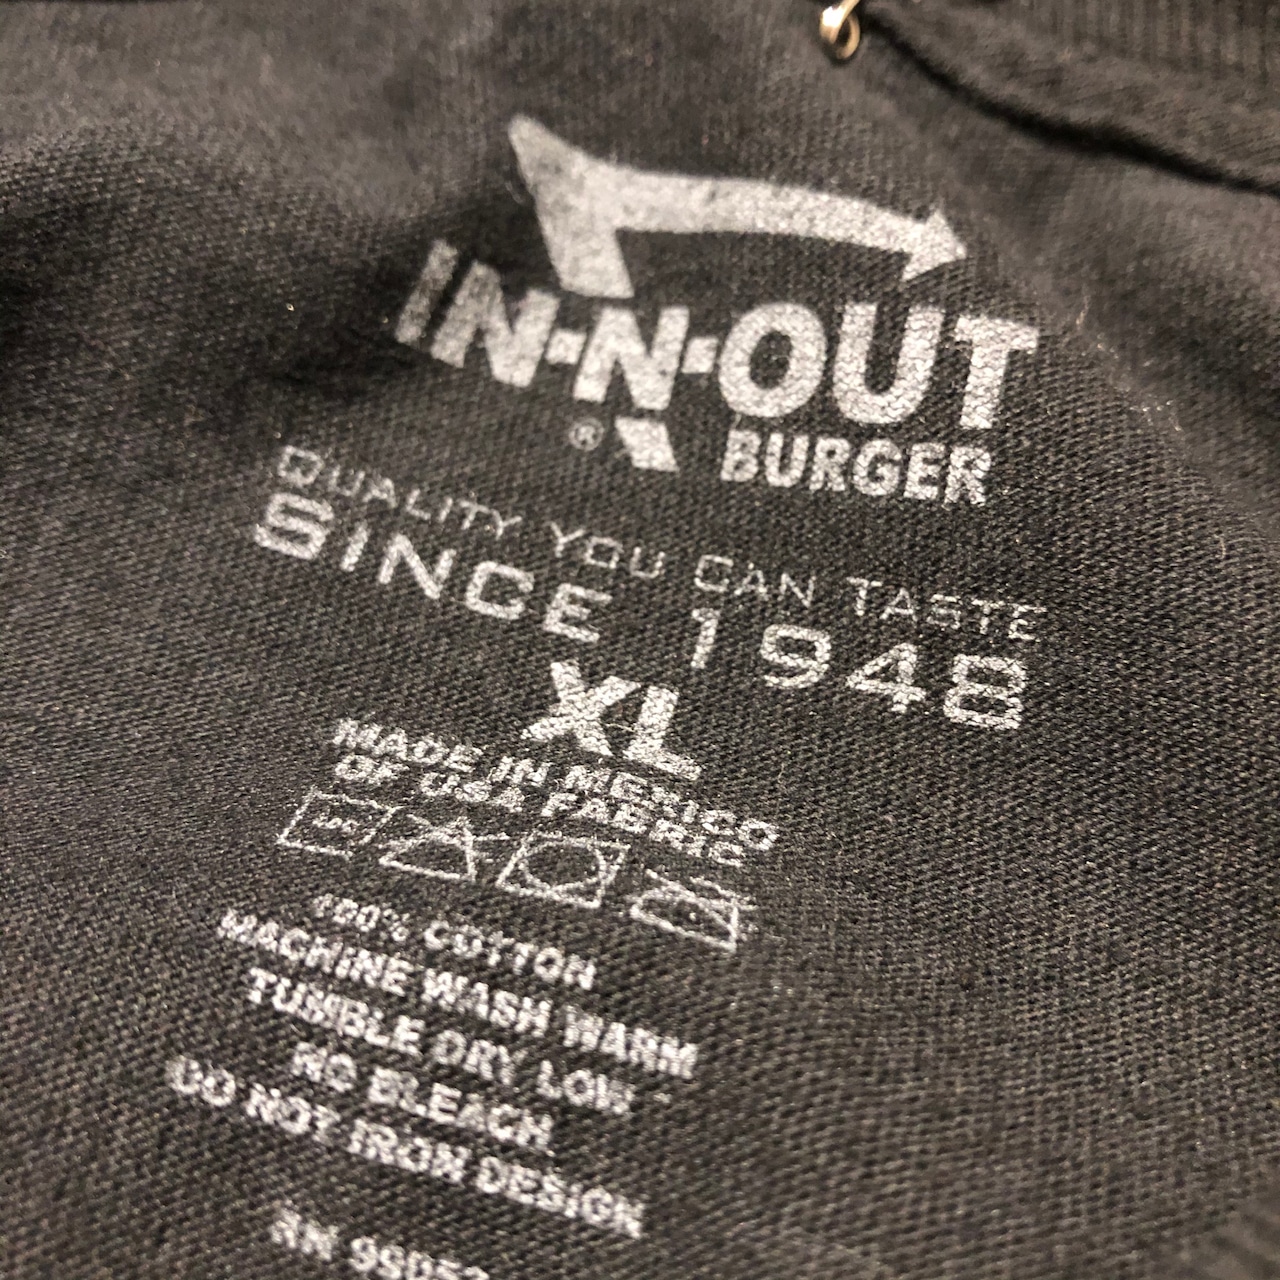 IN-N-OUT
® BURGER
QUALITY YOU CAN TASTE
SINCE 1948
XL
MADE IN MEXICO
OF USA FABRIC
100% COTTON
MACHINE WASH WARM
TUMBLE DRY LOW
NO BLEACH
DO NOT IRON DESIGN
RN